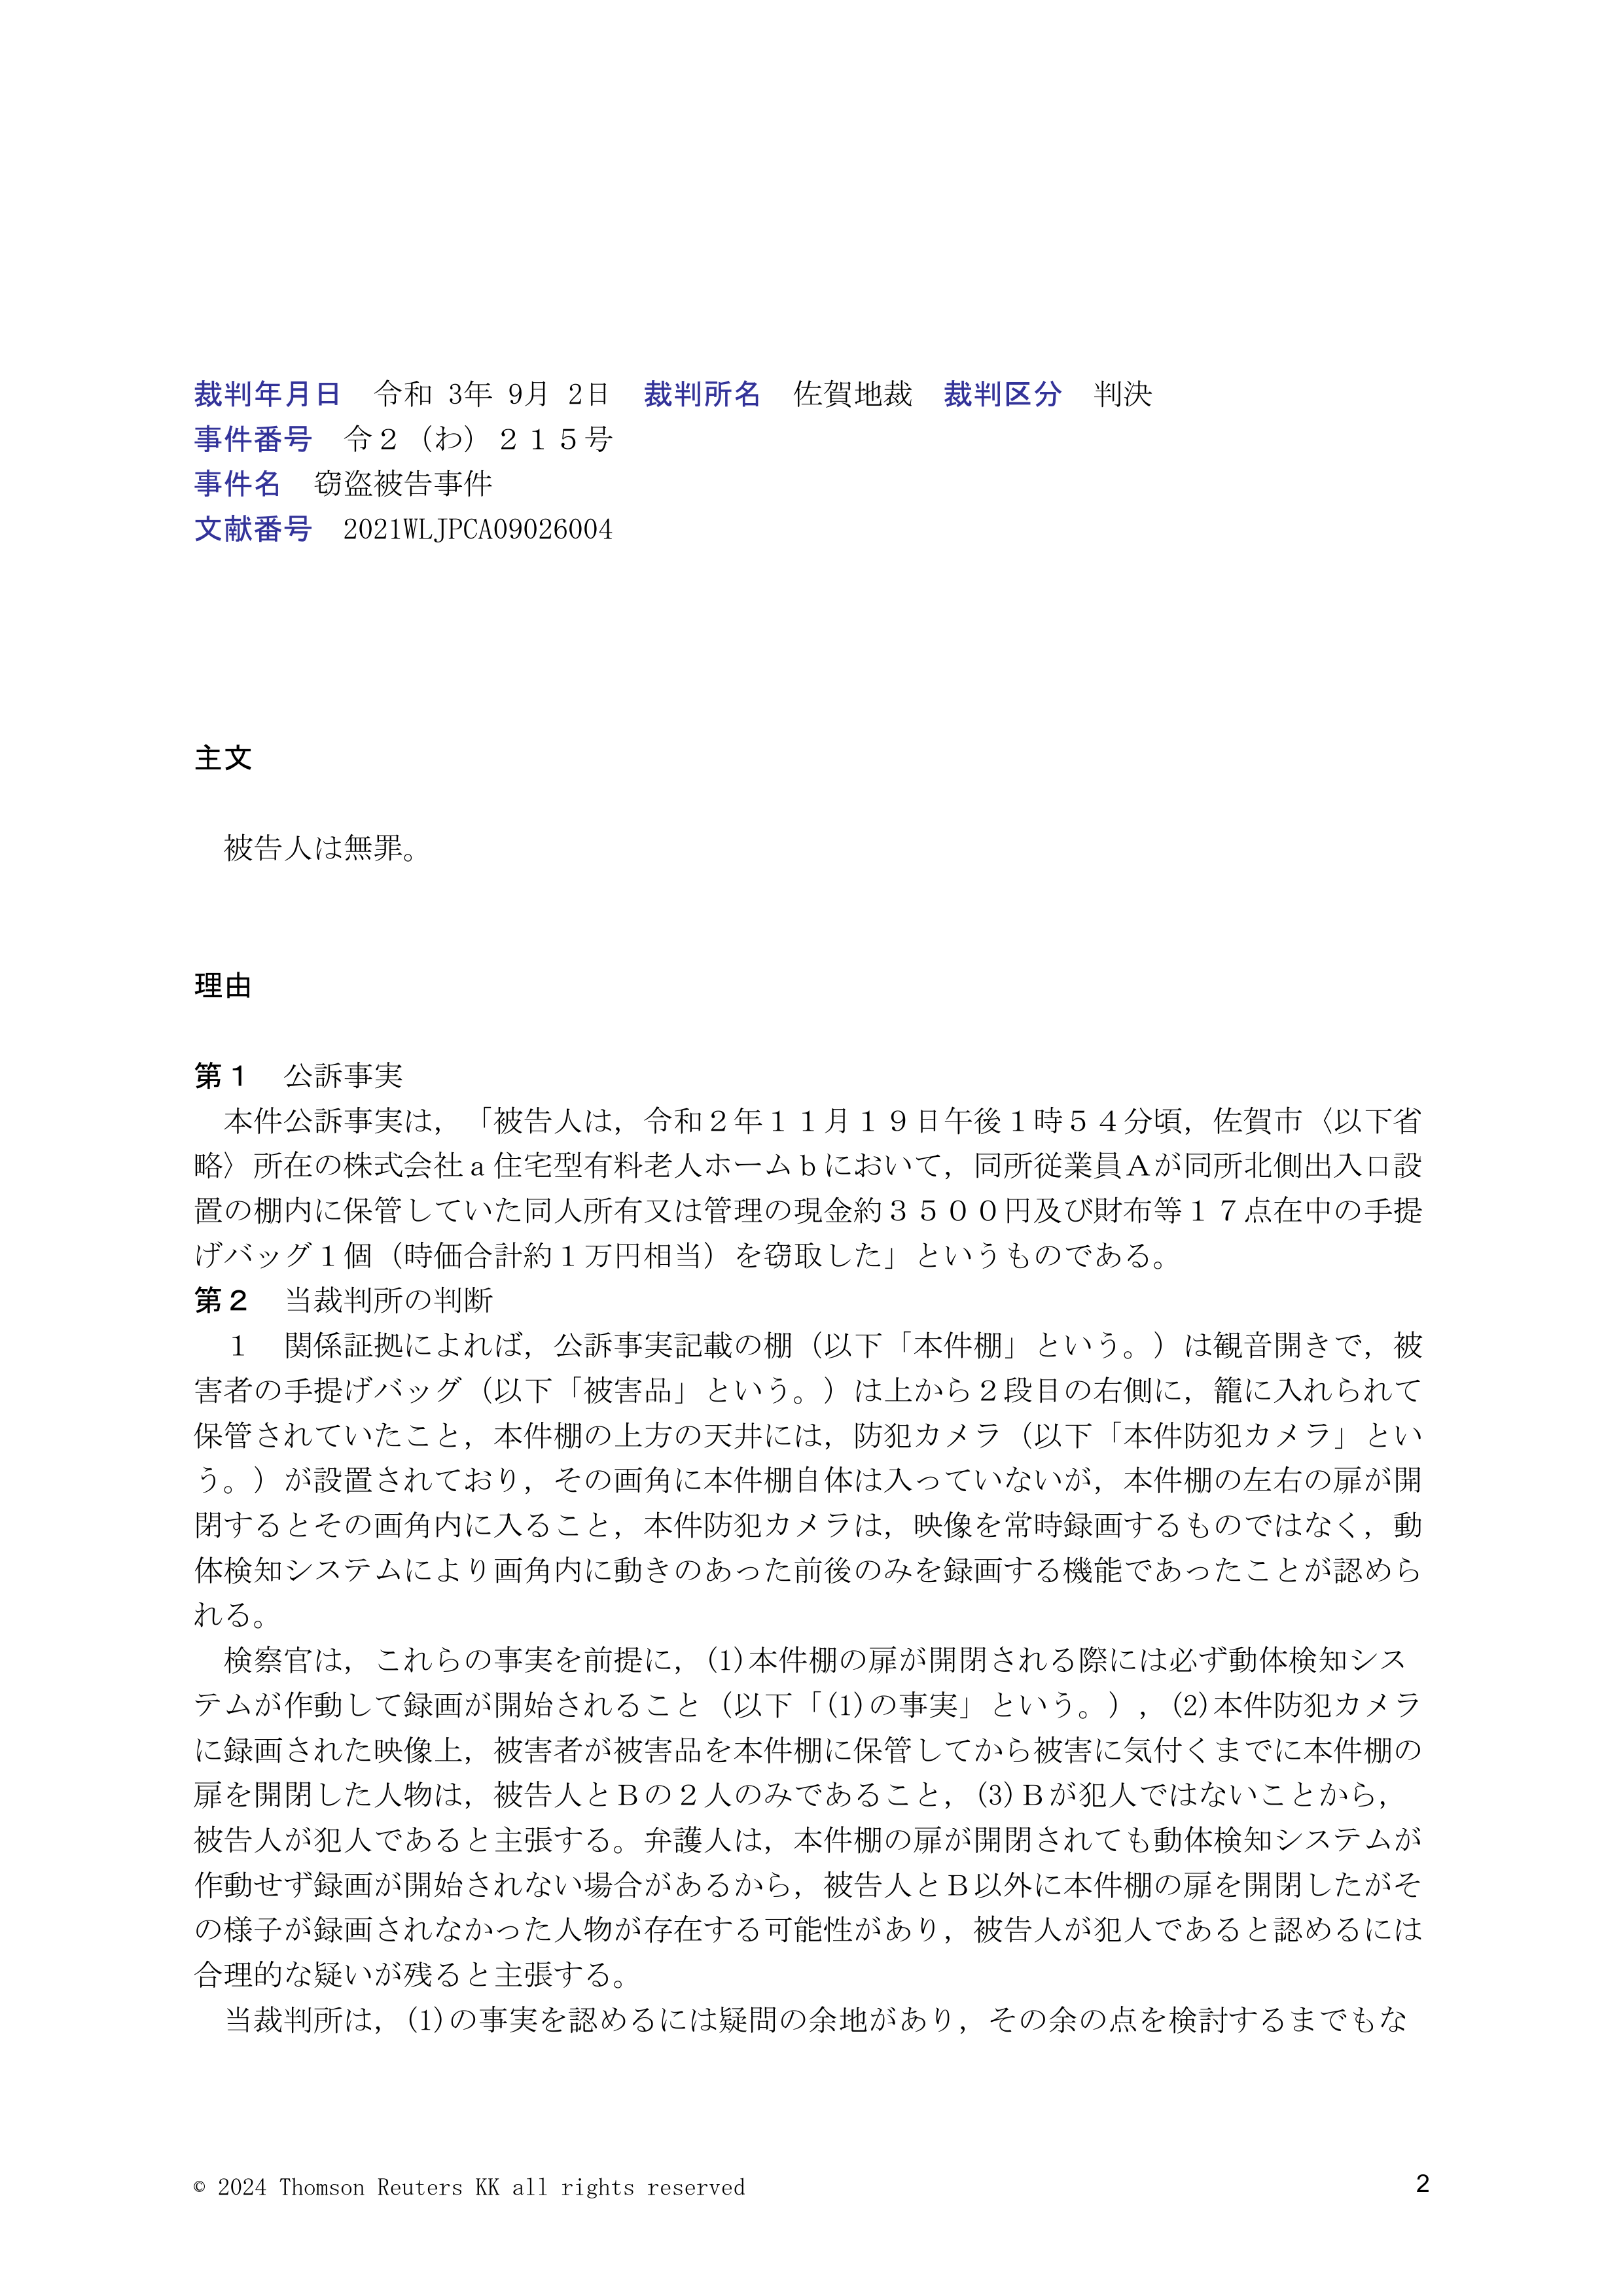 裁判年月日　令和 3年 9月 2日　裁判所名　佐賀地裁　裁判区分　判決
事件番号　令２（わ）２１５号
事件名　窃盗被告事件
文献番号　2021WLJPCA09026004
主文
　被告人は無罪。
理由
第１　公訴事実
　本件公訴事実は，「被告人は，令和２年１１月１９日午後１時５４分頃，佐賀市〈以下省
略〉所在の株式会社ａ住宅型有料老人ホームｂにおいて，同所従業員Ａが同所北側出入口設
置の棚内に保管していた同人所有又は管理の現金約３５００円及び財布等１７点在中の手提
げバッグ１個（時価合計約１万円相当）を窃取した」というものである。
第２　当裁判所の判断
　１　関係証拠によれば，公訴事実記載の棚（以下「本件棚」という。）は観音開きで，被
害者の手提げバッグ（以下「被害品」という。）は上から２段目の右側に，籠に入れられて
保管されていたこと，本件棚の上方の天井には，防犯カメラ（以下「本件防犯カメラ」とい
う。）が設置されており，その画角に本件棚自体は入っていないが，本件棚の左右の扉が開
閉するとその画角内に入ること，本件防犯カメラは，映像を常時録画するものではなく，動
体検知システムにより画角内に動きのあった前後のみを録画する機能であったことが認めら
れる。
　検察官は，これらの事実を前提に，(1)本件棚の扉が開閉される際には必ず動体検知シス
テムが作動して録画が開始されること（以下「(1)の事実」という。），(2)本件防犯カメラ
に録画された映像上，被害者が被害品を本件棚に保管してから被害に気付くまでに本件棚の
扉を開閉した人物は，被告人とＢの２人のみであること，(3)Ｂが犯人ではないことから，
被告人が犯人であると主張する。弁護人は，本件棚の扉が開閉されても動体検知システムが
作動せず録画が開始されない場合があるから，被告人とＢ以外に本件棚の扉を開閉したがそ
の様子が録画されなかった人物が存在する可能性があり，被告人が犯人であると認めるには
合理的な疑いが残ると主張する。
　当裁判所は，(1)の事実を認めるには疑問の余地があり，その余の点を検討するまでもな
© 2024 Thomson Reuters KK all rights reserved
2